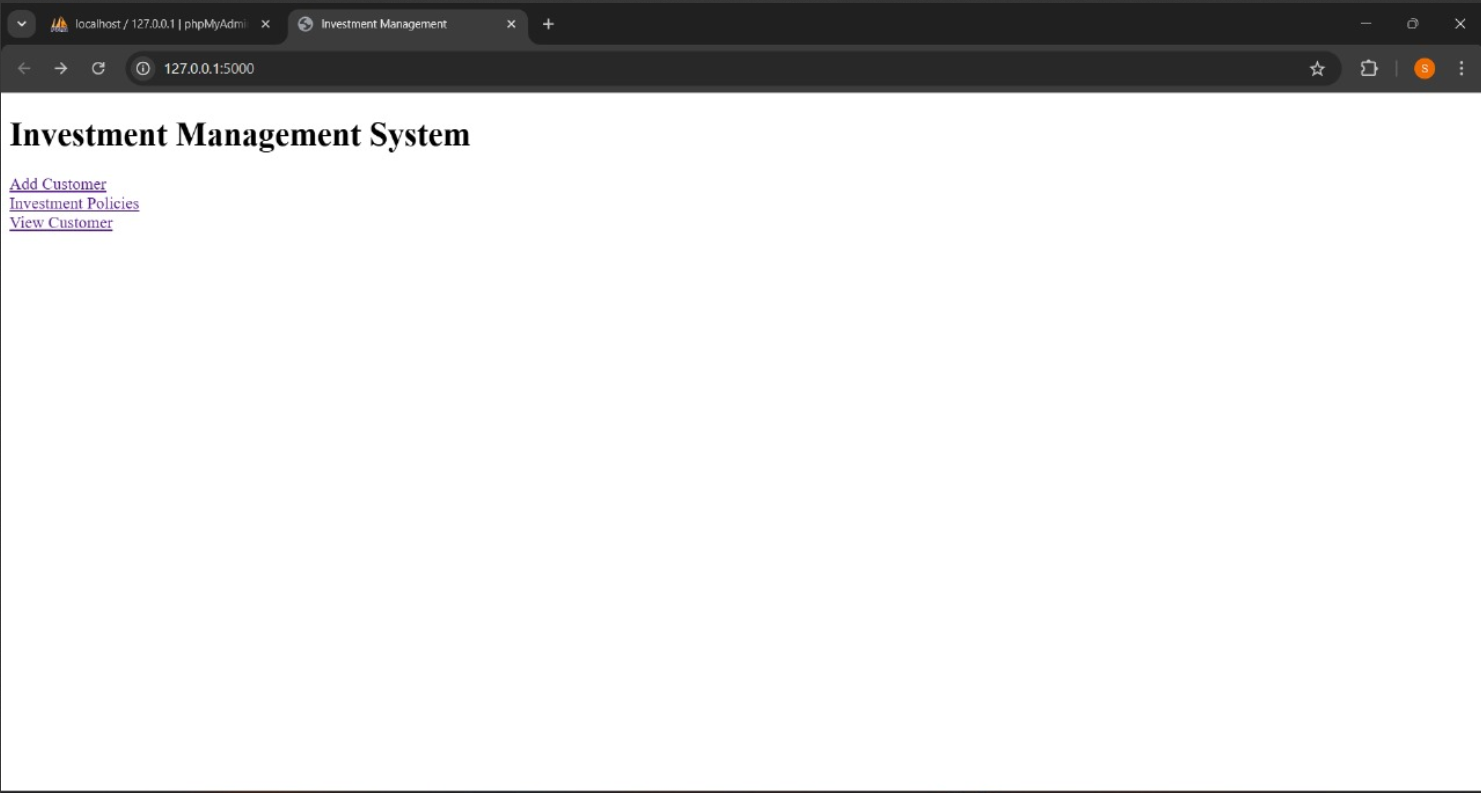 localhost / 127.0.0.1 | phpMyAdmi
Investment Management
127.0.0.1:5000
S
Investment Management System
Add Customer
Investment Policies
View Customer